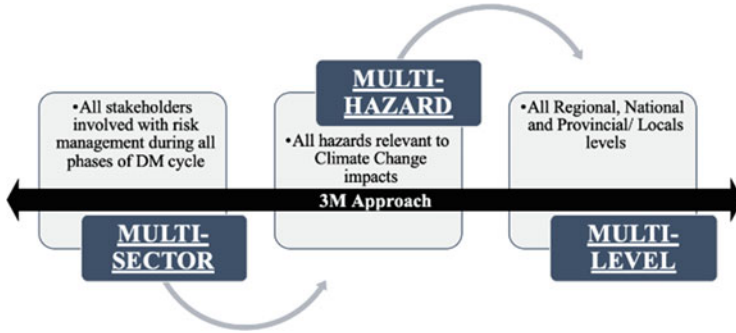 •All stakeholders
involved with risk
management during all
phases of DM cycle
MULTI-
SECTOR
MULTI-
HAZARD
•All hazards relevant to
Climate Change
impacts
•All Regional, National
and Provincial/ Locals
levels
MULTI-
LEVEL
3M Approach